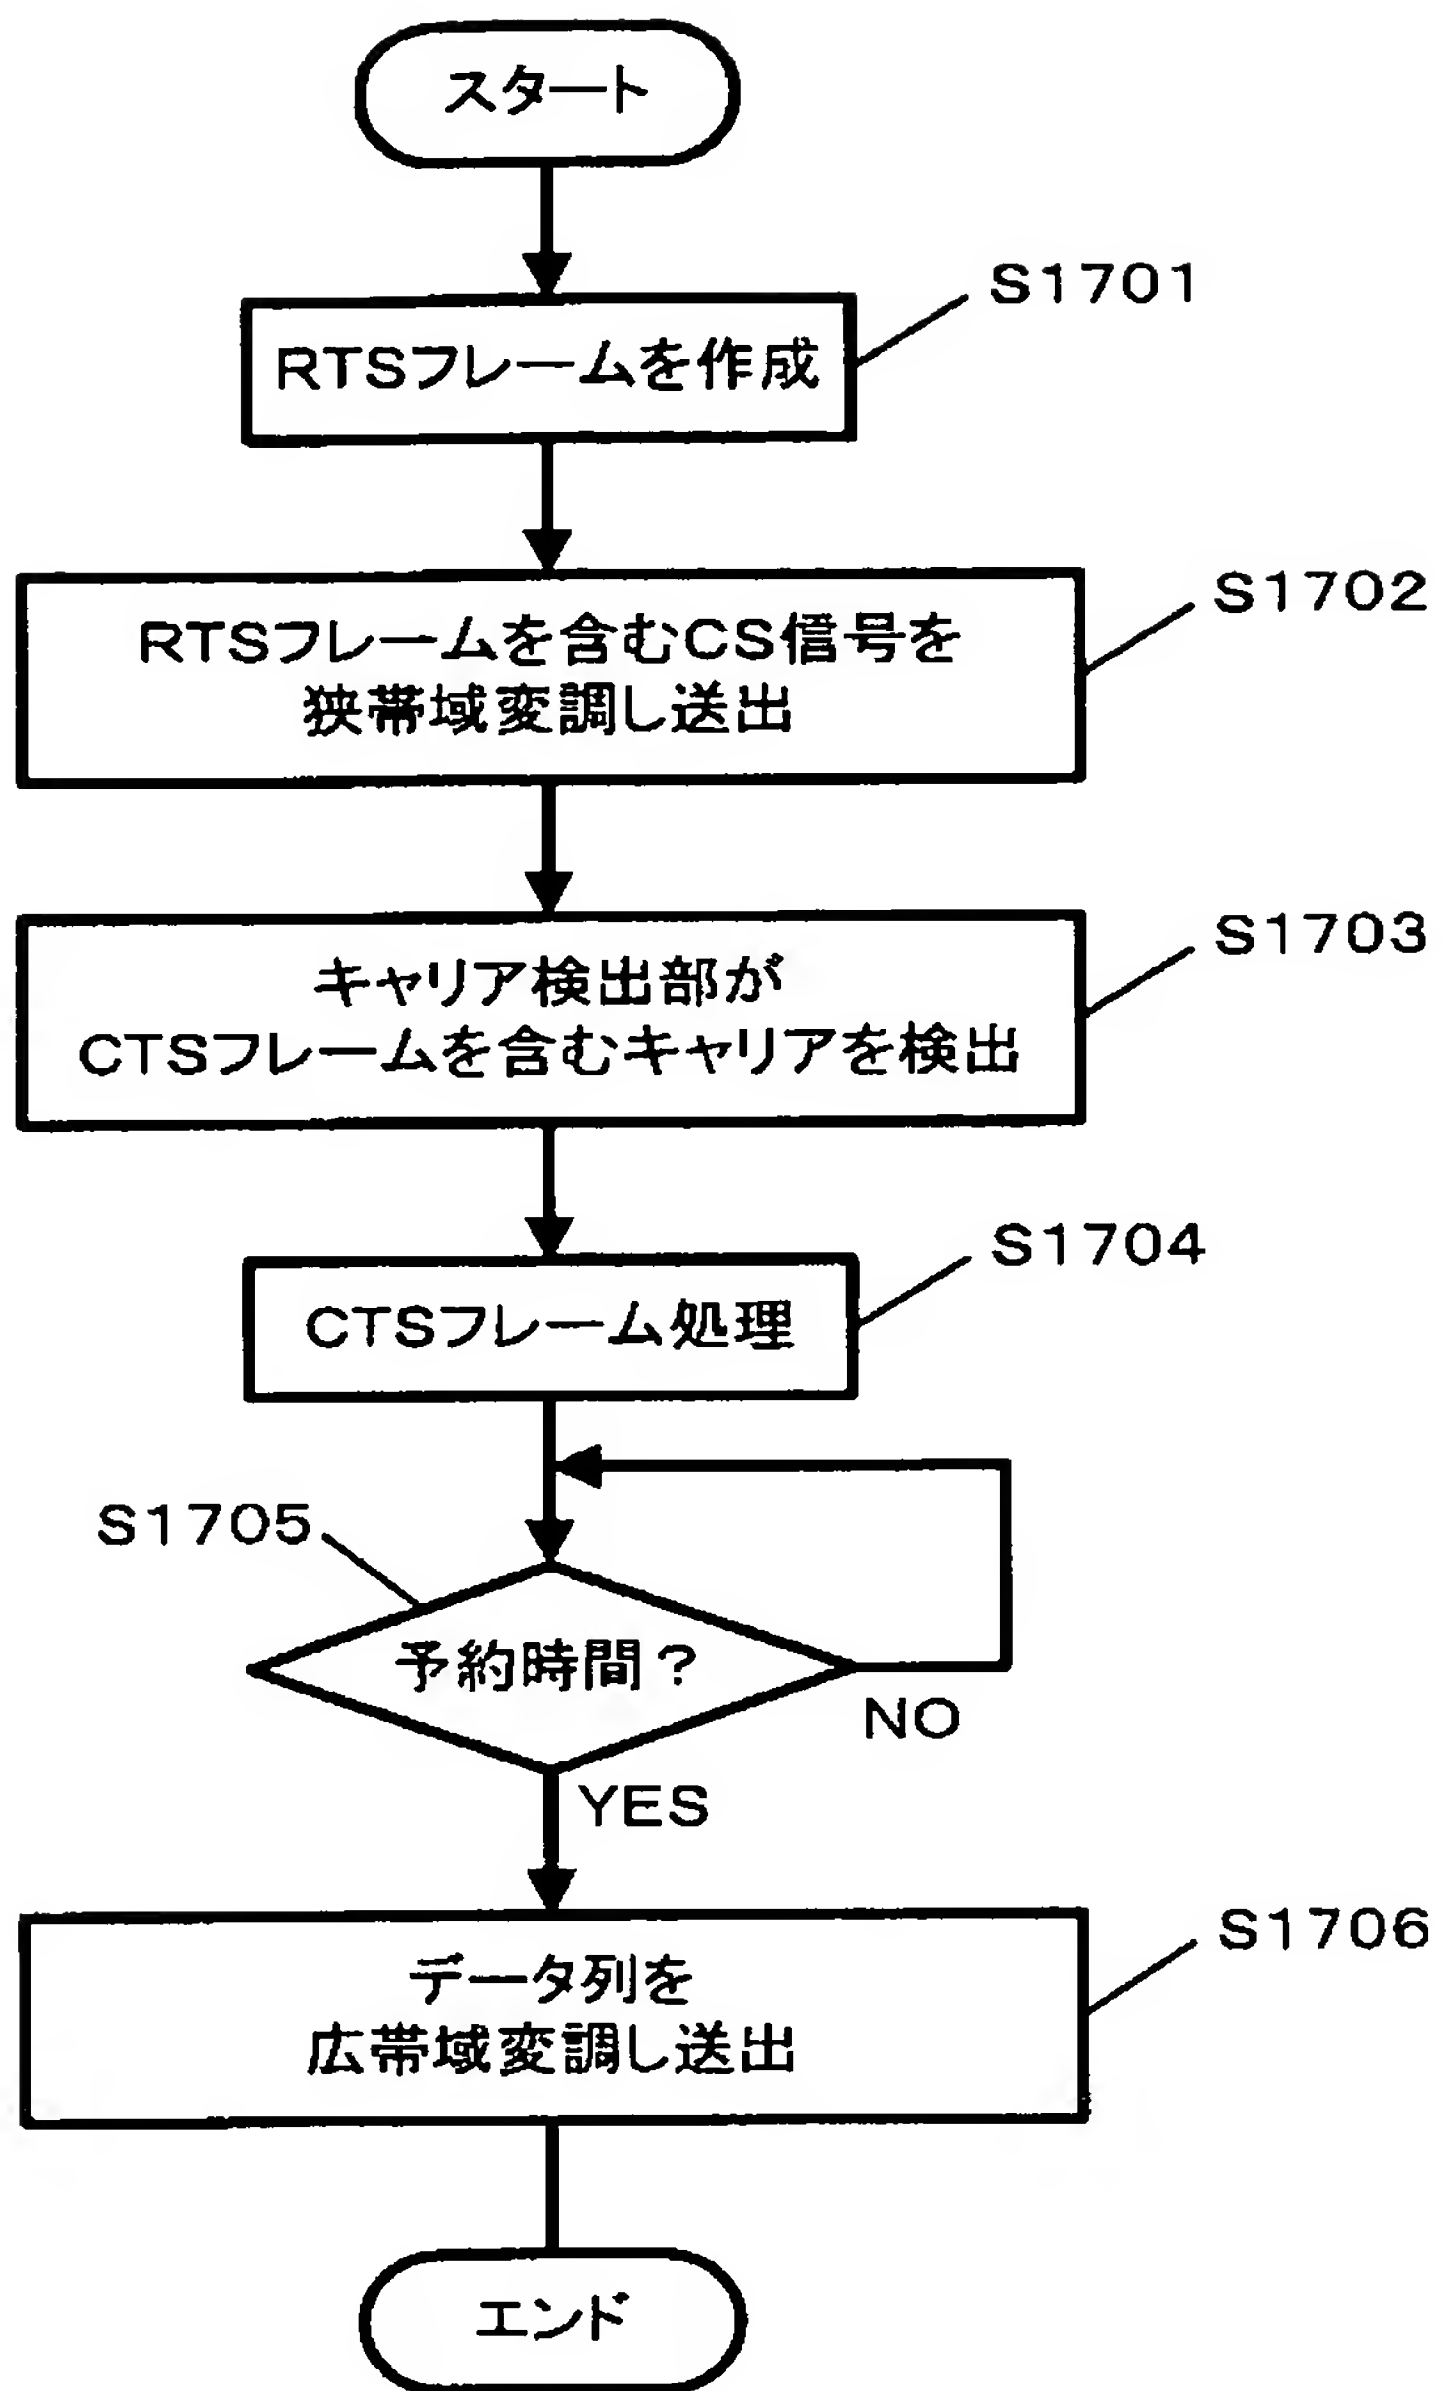 スタート
S1701
RTSフレームを作成
S1702
RTSフレームを含むCS信号を
狭帯域変調し送出
S1703
キャリア検出部が
CTSフレームを含むキャリアを検出
S1704
CTSフレーム処理
S1705
予約時間?
NO
YES
S1706
データ列を
広帯域変調し送出
エンド